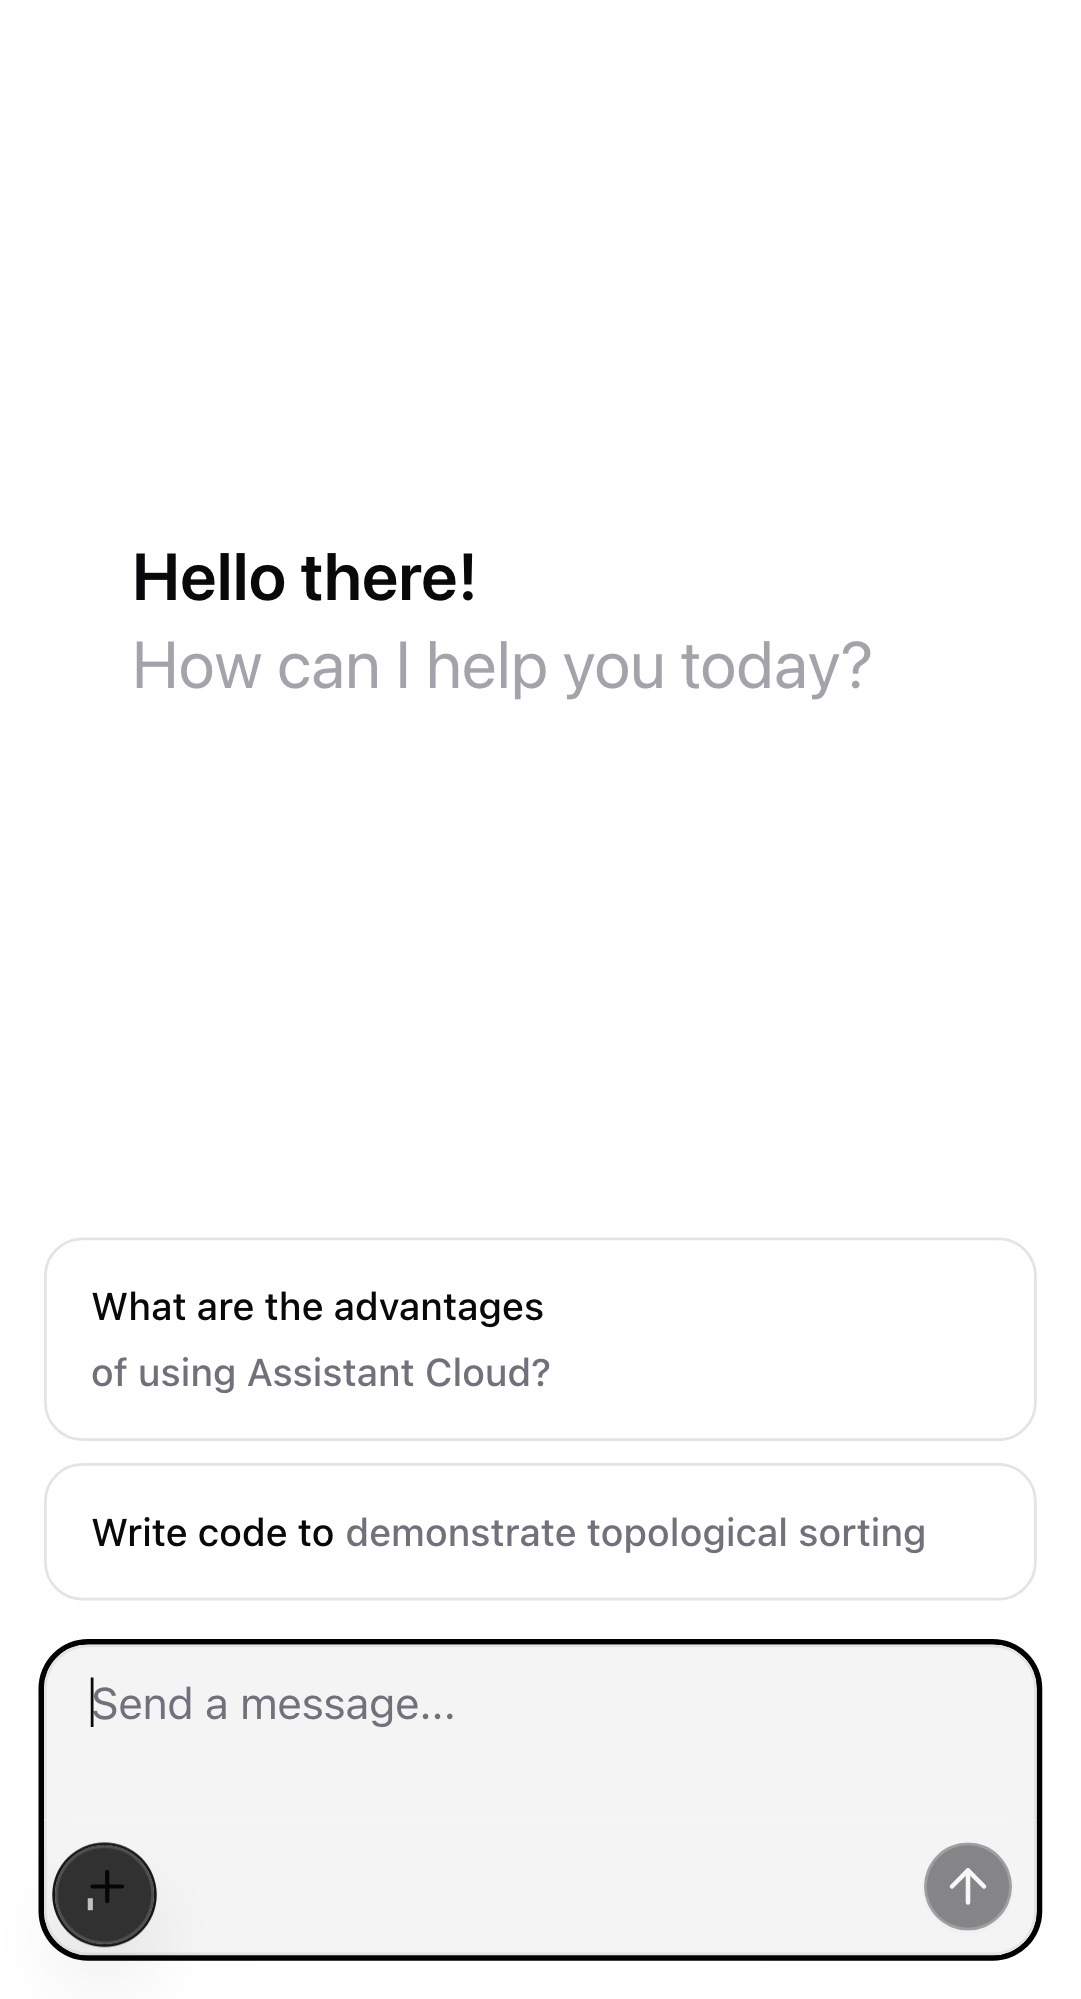 Hello there!
How can I help you today?
What are the advantages
of using Assistant Cloud?
Write code to demonstrate topological sorting
Send a message...